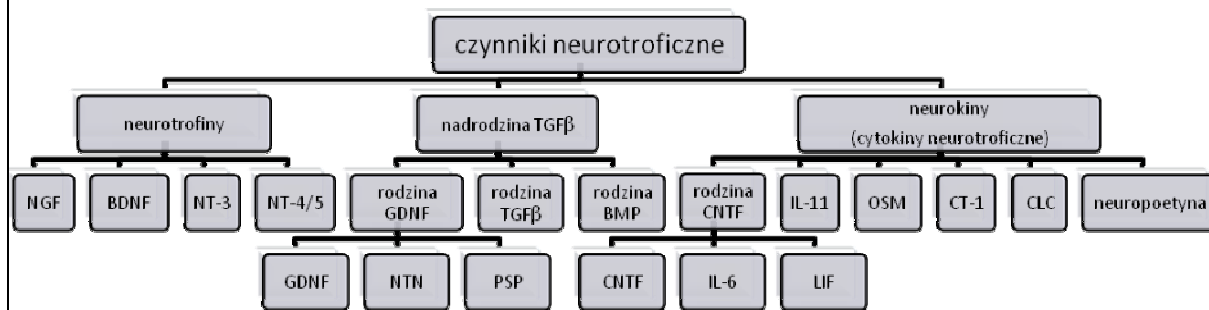 czynniki neurotroficzne
neurotrofiny
nadrodzina TGFβ
neurokiny
(cytokiny neurotroficzne)
NGF
BDNF
NT-3
NT-4/5
rodzina
GDNF
rodzina
TGFβ
rodzina
BMP
rodzina
CNTF
IL-11
OSM
CT-1
CLC
neuropoetyna
GDNF
NTN
PSP
CNTF
IL-6
LIF